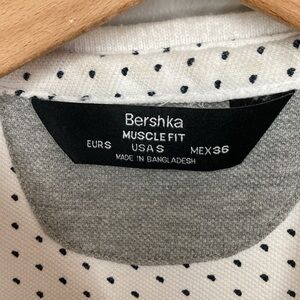 Bershka
MUSCLE FIT
EUR S USA S MEX 36
MADE IN BANGLADESH